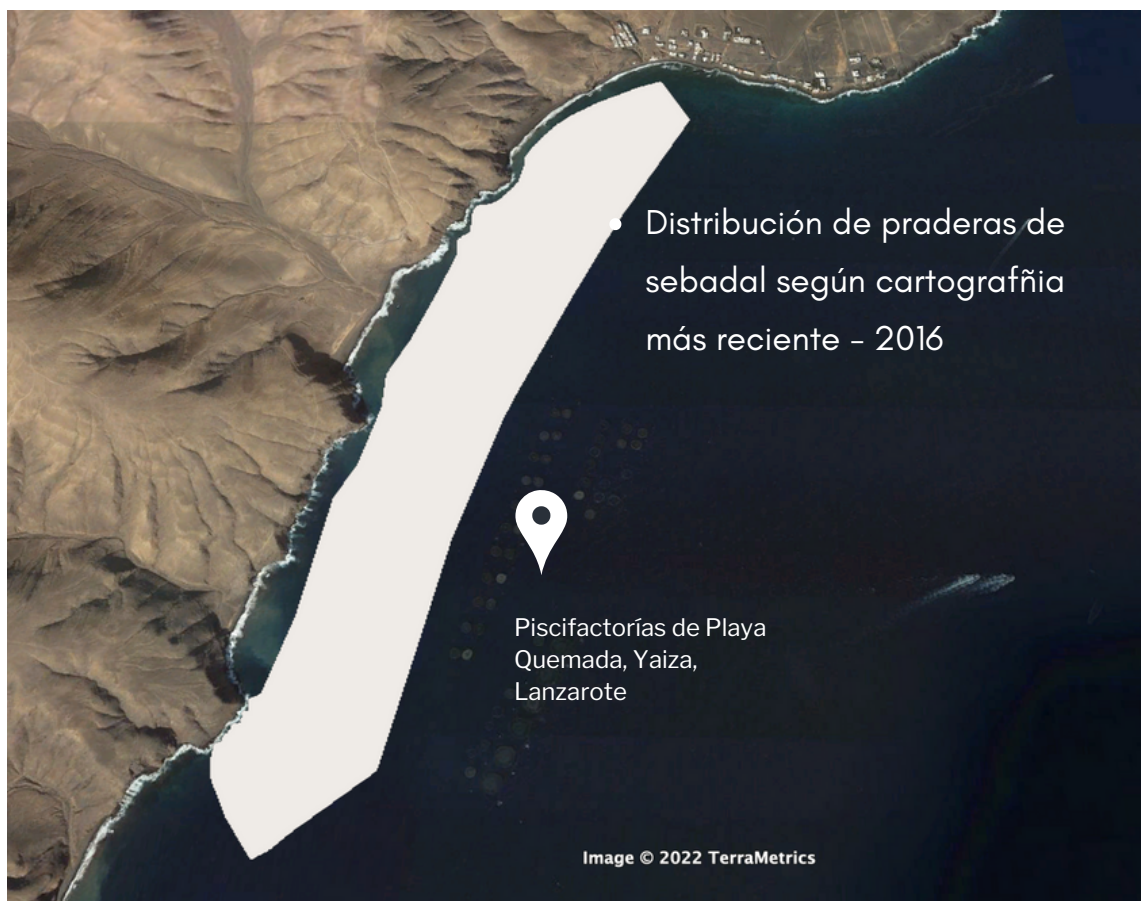 Distribución de praderas de
sebadal según cartografñia
más reciente - 2016
Piscifactorías de Playa
Quemada, Yaiza,
Lanzarote
Image © 2022 TerraMetrics